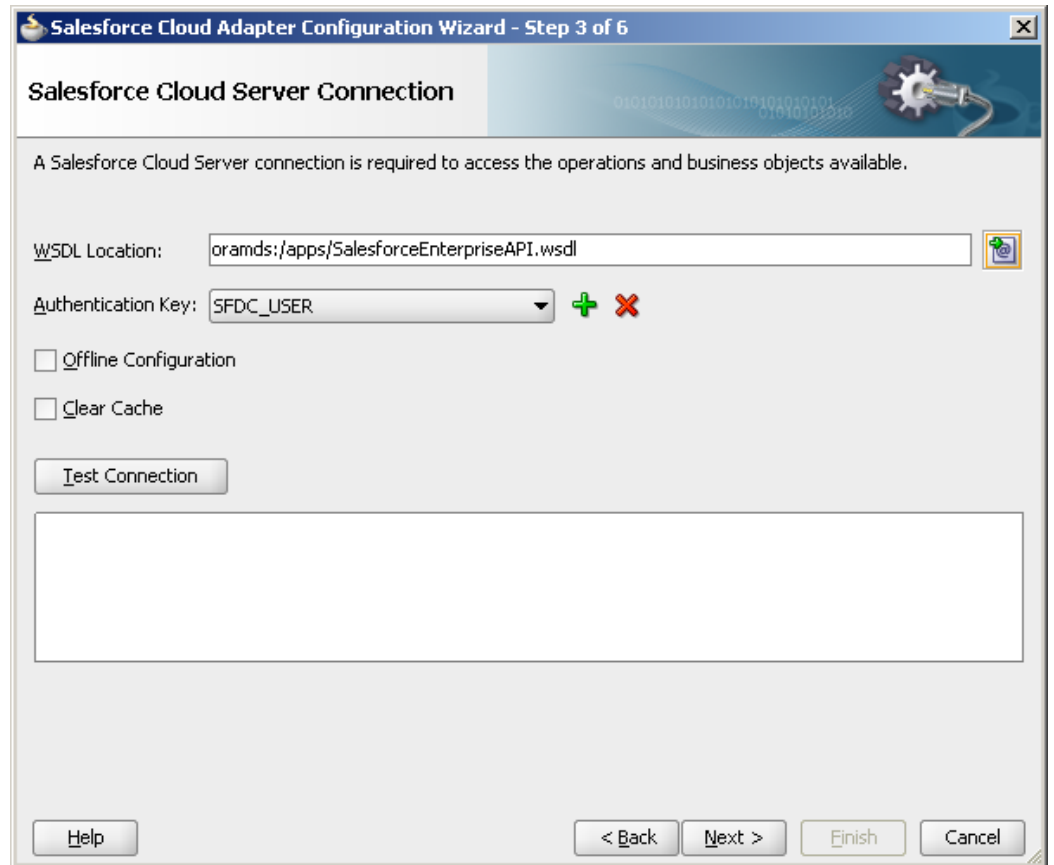 Salesforce Cloud Adapter Configuration Wizard - Step 3 of 6
Salesforce Cloud Server Connection
A Salesforce Cloud Server connection is required to access the operations and business objects available.
WSDL Location: oramds:/apps/SalesforceEnterpriseAPI.wsdl
Authentication Key: SFDC_USER
Offline Configuration
Clear Cache
Test Connection
Help < Back Next > Finish Cancel